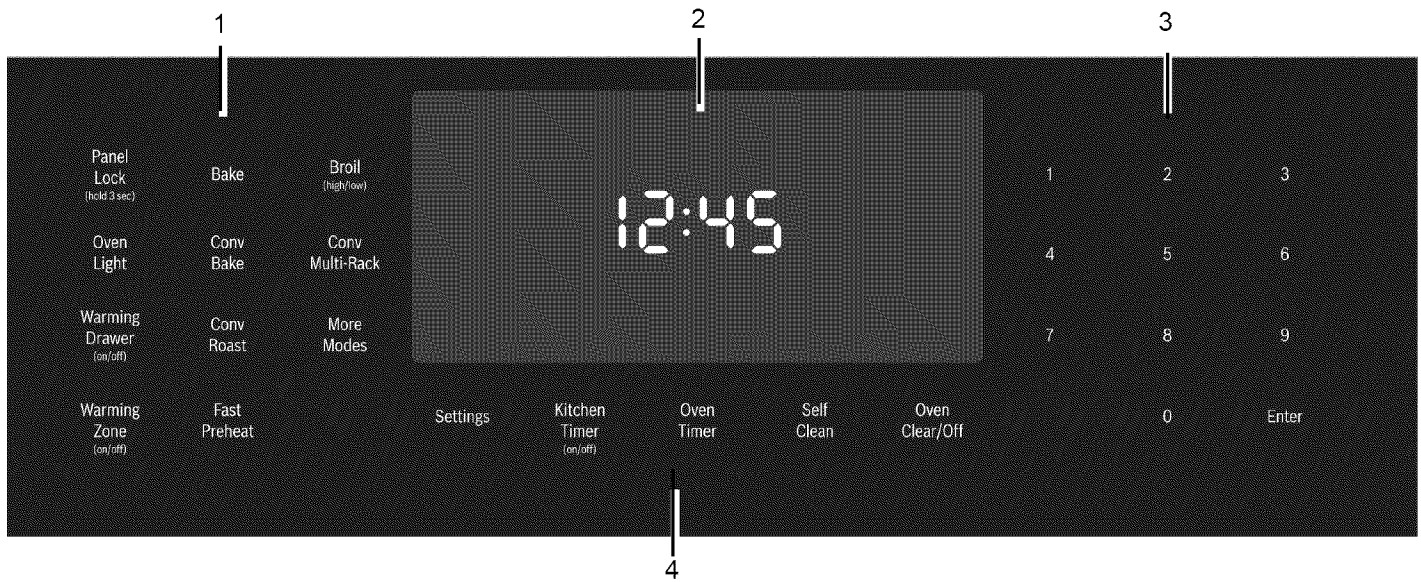 1
2
3
Panel
Lock
(hold 3 sec)
Bake
Broil
(high/low)
Oven
Light
Conv
Bake
Conv
Multi-Rack
Warming
Drawer
(on/off)
Conv
Roast
More
Modes
Warming
Zone
(on/off)
Fast
Preheat
12:45
Settings
Kitchen
Timer
(on/off)
Oven
Timer
Self
Clean
Oven
Clear/Off
1
2
3
4
5
6
7
8
9
0
Enter
4